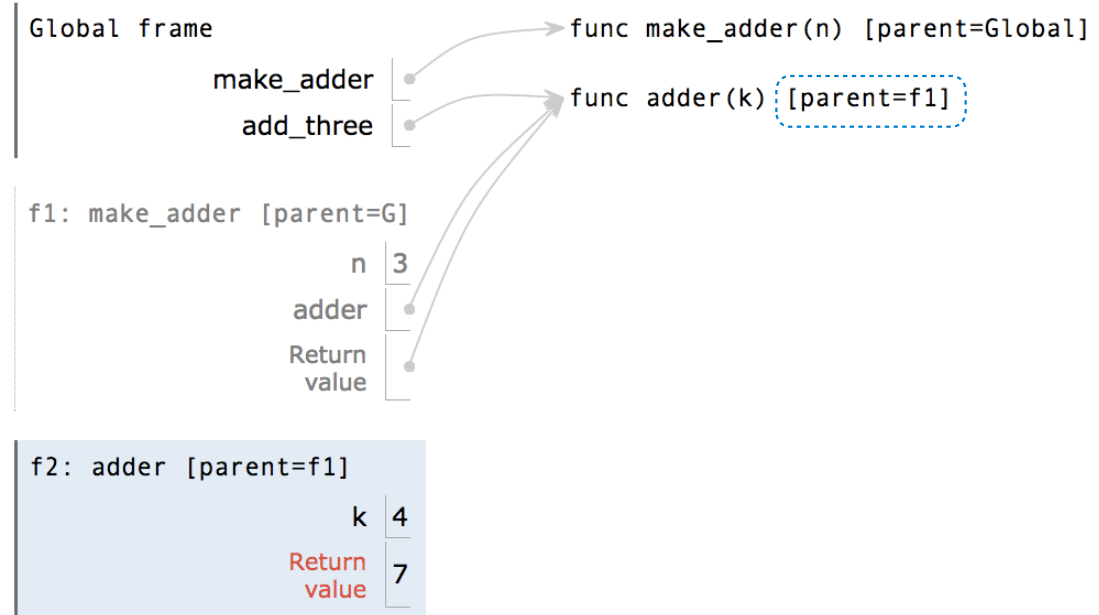 Global frame
func make_adder(n) [parent=Global]
make_adder
func adder(k) [parent=f1]
add_three
f1: make_adder [parent=G]
n 3
adder
Return
value
f2: adder [parent=f1]
k 4
Return
value 7